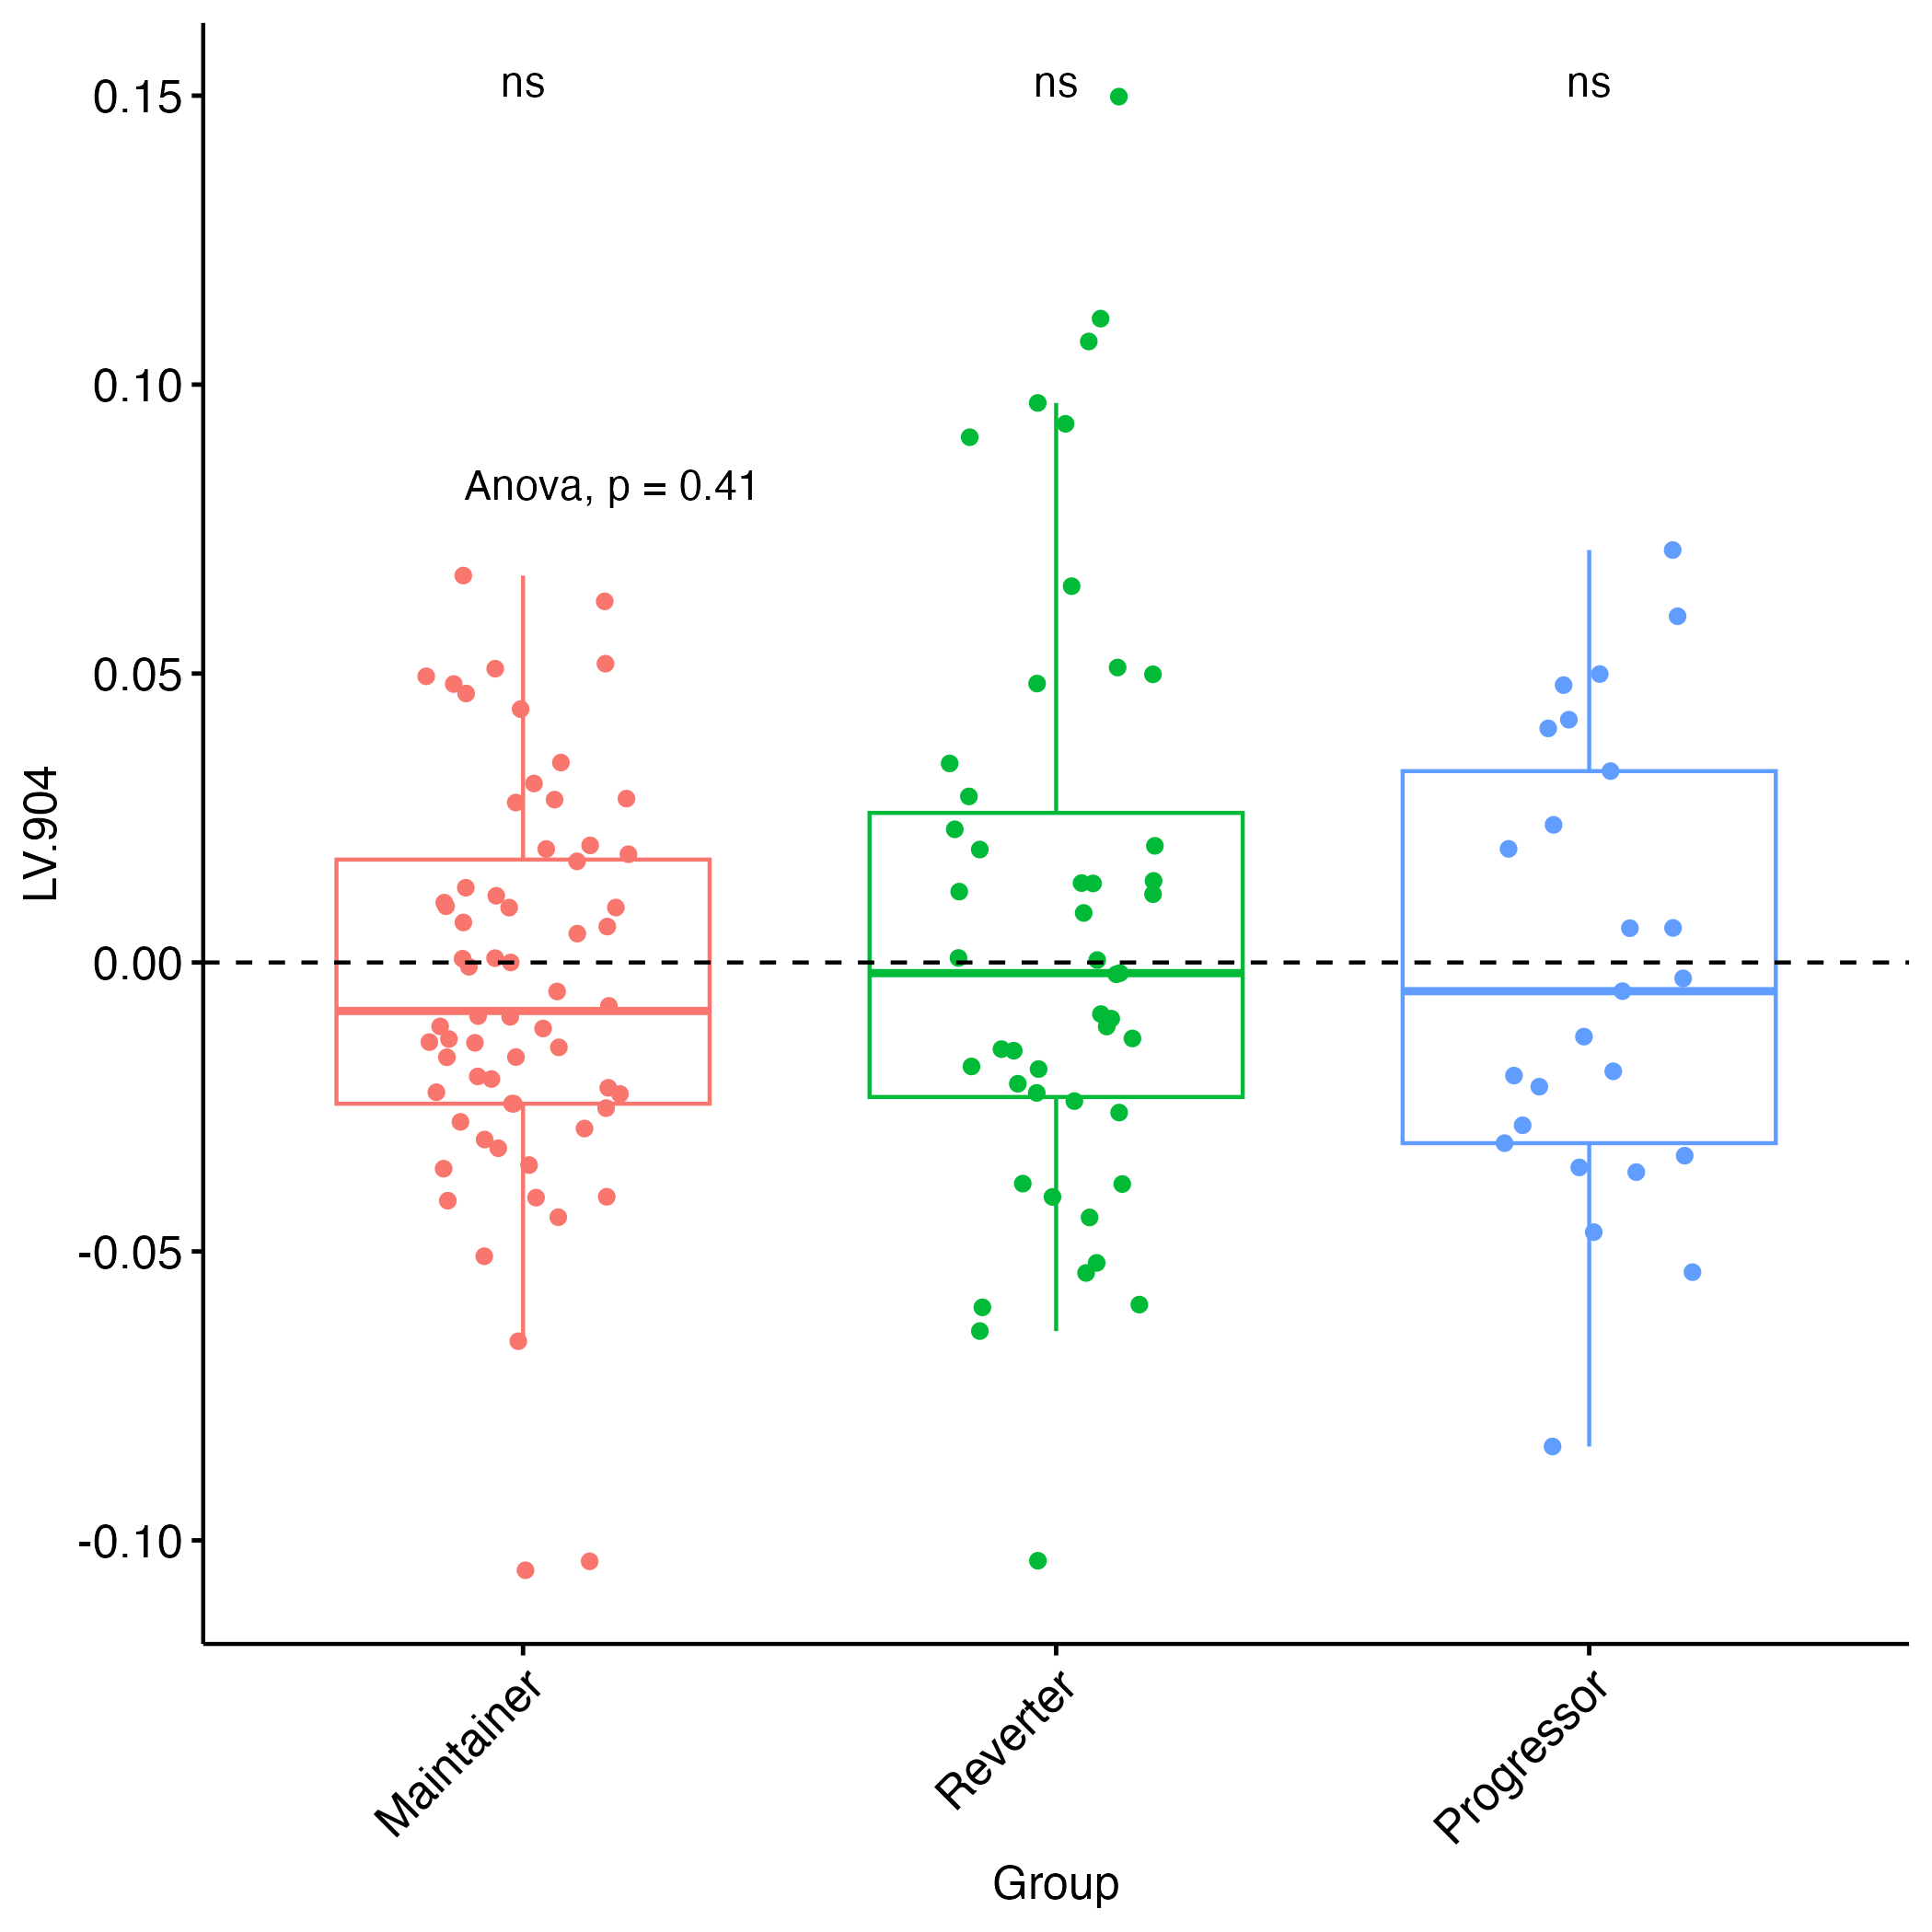 ns ns ns
0.15
0.10
Anova, p = 0.41
0.05
0.00
-0.05
-0.10
LV.904
Maintainer Reverter Progressor
Group